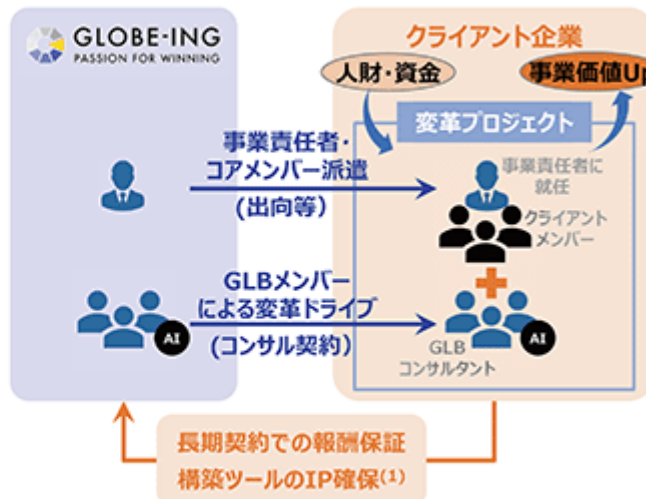 GLOBE-ING
PASSION FOR WINNING
クライアント企業
人財・資金
事業価値Up
変革プロジェクト
事業責任者・
コアメンバー派遣
(出向等)
事業責任者に
就任
クライアント
メンバー
GLBメンバー
による変革ドライブ
(コンサル契約)
AI
GLB
コンサルタント
AI
長期契約での報酬保証
構築ツールのIP確保(1)